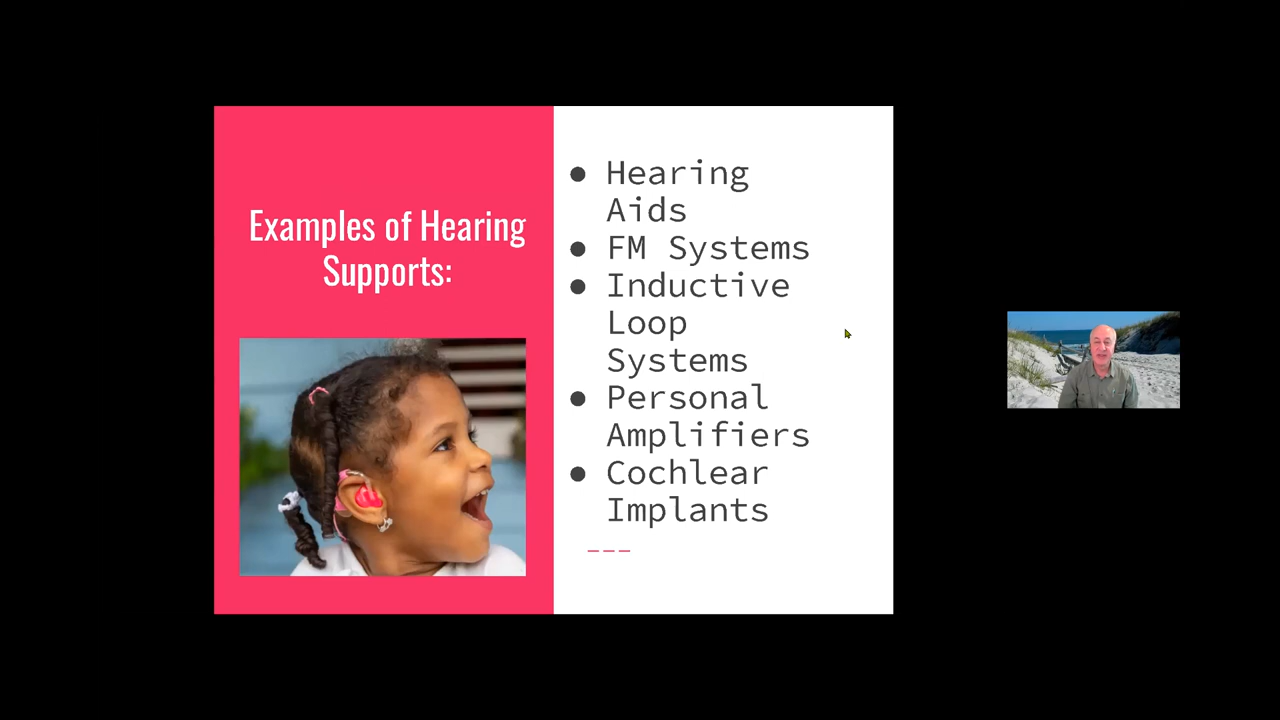 Examples of Hearing
Supports:
● Hearing
Aids
● FM Systems
● Inductive
Loop
Systems
● Personal
Amplifiers
● Cochlear
Implants